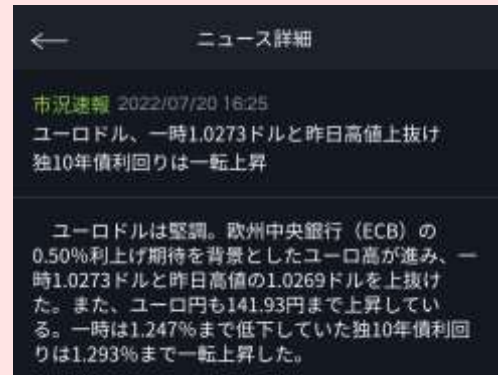 ニュース詳細
市況速報 2022/07/20 16:25
ユーロドル、一時1.0273ドルと昨日高値上抜け
独10年債利回りは一転上昇
ユーロドルは堅調。欧州中央銀行（ECB）の
0.50%利上げ期待を背景としたユーロ高が進み、一
時1.0273ドルと昨日高値の1.0269ドルを上抜け
た。また、ユーロ円も141.93円まで上昇してい
る。一時は1.247%まで低下していた独10年債利回
りは1.293%まで一転上昇した。